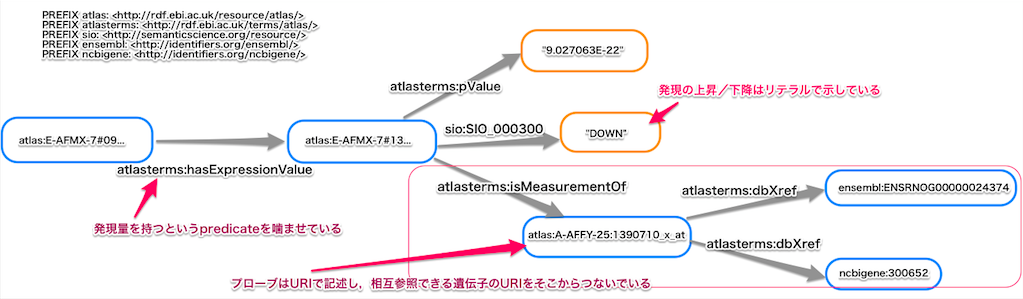 PREFIX atlas: <http://rdf.ebi.ac.uk/resource/atlas>
PREFIX atlasterms: <http://rdf.ebi.ac.uk/terms/atlas/>
PREFIX sio: <http://semanticscience.org/resource/>
PREFIX ensembl: <http://identifiers.org/ensembl/>
PREFIX ncbigene: <http://identifiers.org/ncbigene/>
"9.027063E-22"
atlasterms:pValue
発現の上昇／下降はリテラルで示している
sio:SIO_000300
"DOWN"
atlas:E-AFMX-7#09...
atlas:E-AFMX-7#13...
atlasterms:hasExpressionValue
atlasterms:isMeasurementOf
atlasterms:dbXref
ensembl:ENSRNOG00000024374
発現量を持つというpredicateを噛ませている
atlas:A-AFFY-25:1390710_x_at
atlasterms:dbXref
ncbigene:300652
プローブはURIで記述し，相互参照できる遺伝子のURIをそこからつないでいる